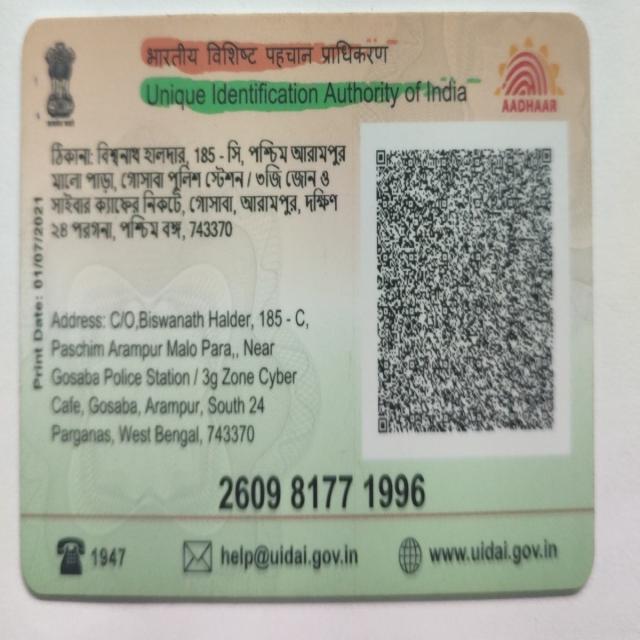 भारतीय विशिष्ट पहचान प्राधिकरण
Unique Identification Authority of India
AADHAAR
ঠিকানা: বিশ্বনাথ হালদার, 185 - সি, পশ্চিম আরামপুর
মালো পাড়া, গোসাবা পুলিশ স্টেশন / ৩জি জোন ও
সাইবার ক্যাফের নিকটে, গোসাবা, আরামপুর, দক্ষিণ
২৪ পরগনা, পশ্চিম বঙ্গ, 743370
Print Date: 01/07/2021
Address: C/O,Biswanath Halder, 185 - C,
Paschim Arampur Malo Para,, Near
Gosaba Police Station / 3g Zone Cyber
Cafe, Gosaba, Arampur, South 24
Parganas, West Bengal, 743370
2609 8177 1996
1947
help@uidai.gov.in
www.uidai.gov.in